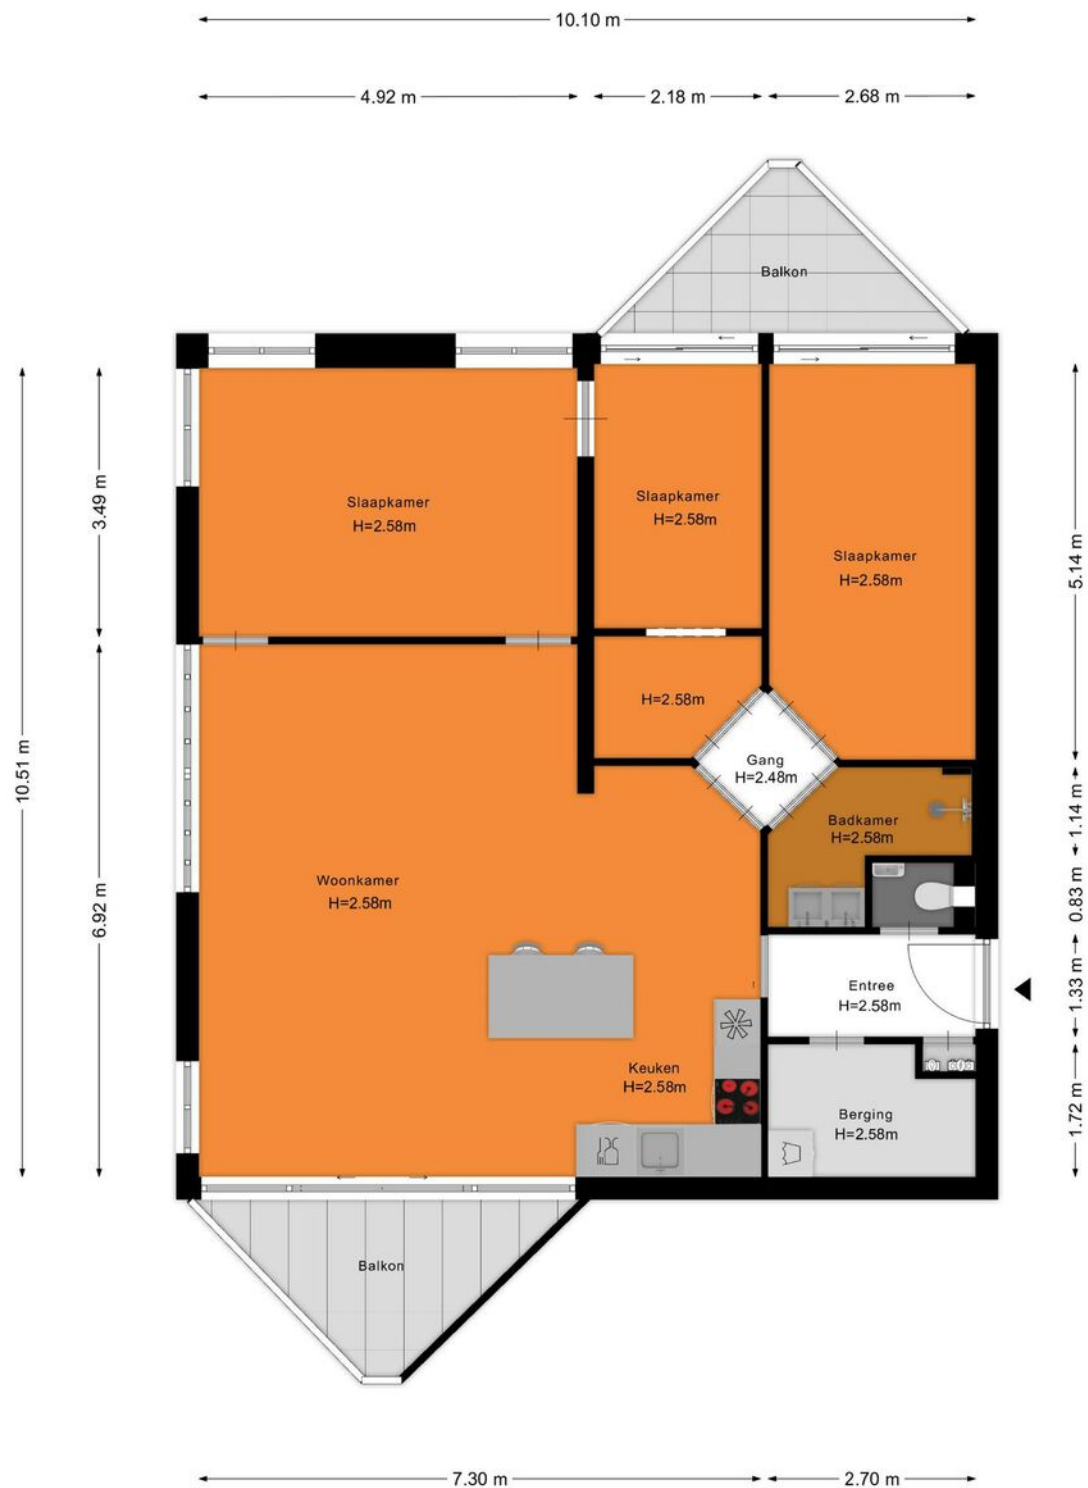 10.10 m
4.92 m
2.18 m
2.68 m
Balkon
Slaapkamer
H=2.58m
Slaapkamer
H=2.58m
Slaapkamer
H=2.58m
3.49 m
5.14 m
H=2.58m
Gang
H=2.48m
10.51 m
Badkamer
H=2.58m
1.14 m
Woonkamer
H=2.58m
0.83 m
6.92 m
Entree
H=2.58m
1.33 m
Keuken
H=2.58m
Berging
H=2.58m
1.72 m
Balkon
7.30 m
2.70 m